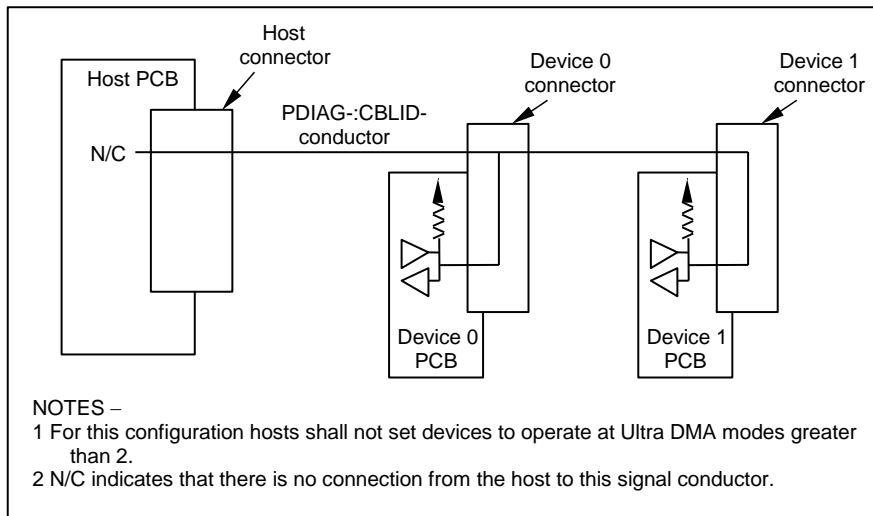 Host
connector
Host PCB
Device 0
connector
Device 1
connector
PDIAG-:CBLID-
conductor
N/C
Device 0
PCB
Device 1
PCB
NOTES –
1 For this configuration hosts shall not set devices to operate at Ultra DMA modes greater
than 2.
2 N/C indicates that there is no connection from the host to this signal conductor.